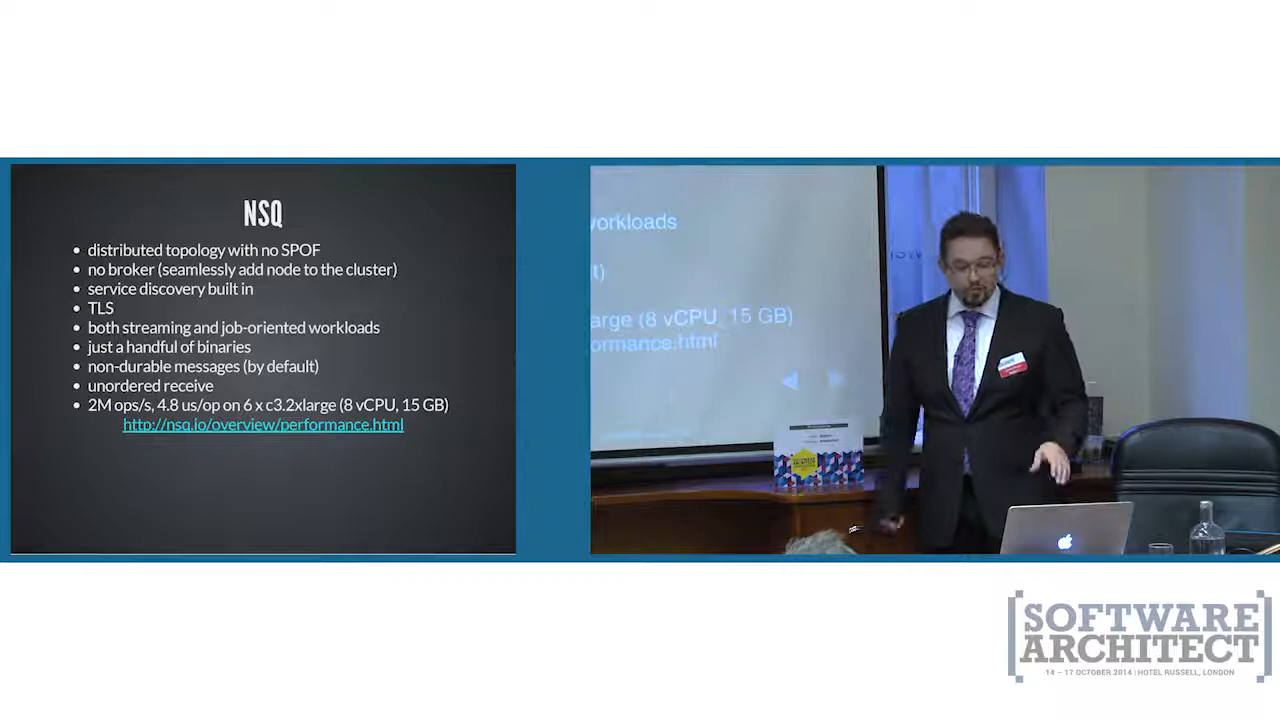 NSQ
distributed topology with no SPOF
no broker (seamlessly add node to the cluster)
service discovery built in
TLS
both streaming and job-oriented workloads
just a handful of binaries
non-durable messages (by default)
unordered receive
2M ops/s, 4.8 us/op on 6 x c3.2xlarge (8 vCPU, 15 GB)
http://nsq.io/overview/performance.html
workloads
t)
arge (8 vCPU, 15 GB)
ormance.html
SOFTWARE
ARCHITECT
[SOFTWARE
ARCHITECT]
14 – 17 OCTOBER 2014 | HOTEL RUSSELL, LONDON